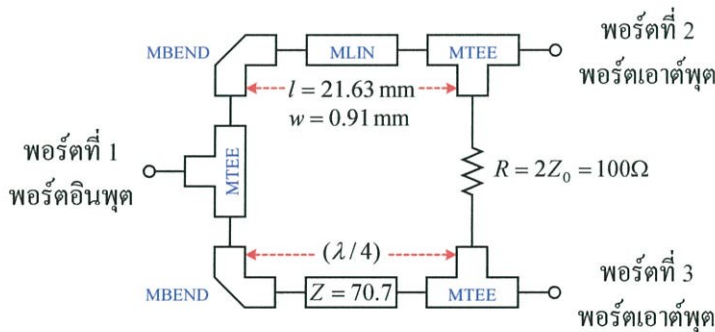 พอร์ตที่ 1
พอร์ตอินพุต
MTEE
MBEND
MLIN
MTEE
l = 21.63 mm
w = 0.91 mm
พอร์ตที่ 2
พอร์ตเอาต์พุต
R = 2Z₀ = 100Ω
(λ/4)
MBEND
Z = 70.7
MTEE
พอร์ตที่ 3
พอร์ตเอาต์พุต